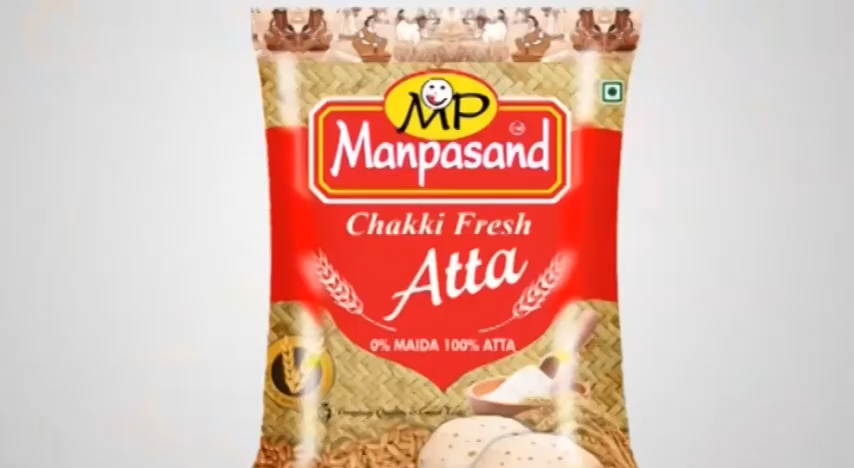 MP
Manpasand
Chakki Fresh
Atta
0% MAIDA 100% ATTA